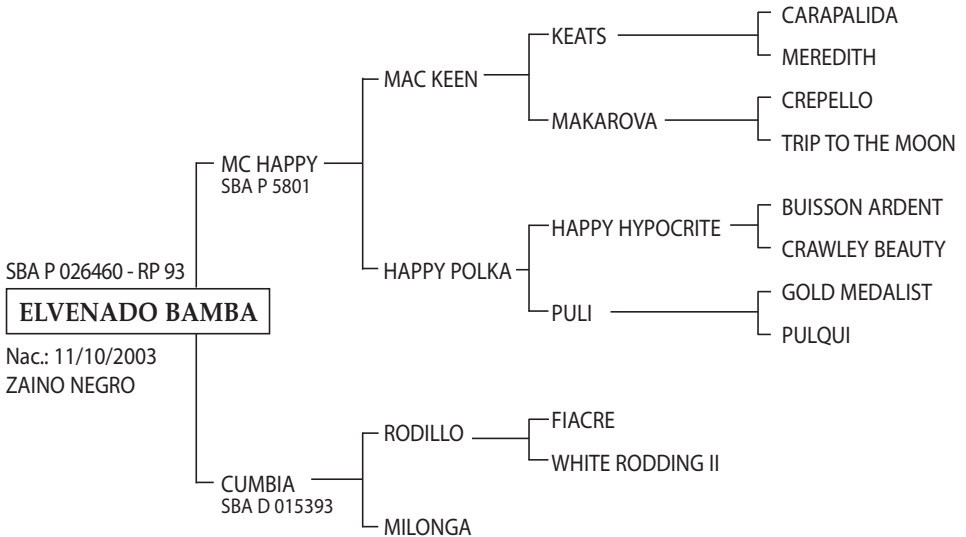 CARAPALIDA
KEATS
MEREDITH
MAC KEEN
CREPELLO
MAKAROVA
TRIP TO THE MOON
MC HAPPY
SBA P 5801
BUISSON ARDENT
HAPPY HYPOCRITE
CRAWLEY BEAUTY
HAPPY POLKA
GOLD MEDALIST
PULI
PULQUI
SBA P 026460 - RP 93
ELVENADO BAMBA
Nac.: 11/10/2003
ZAINO NEGRO
FIACRE
RODILLO
WHITE RODDING II
CUMBIA
SBA D 015393
MILONGA